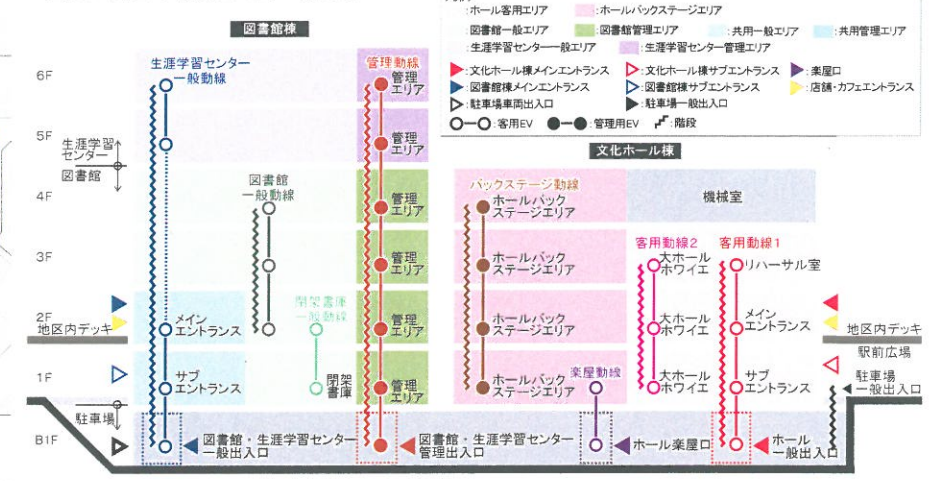 :ホール客用エリア
:ホールバックステージエリア
:図書館一般エリア
:図書館管理エリア
:共用一般エリア
:共用管理エリア
:生涯学習センター一般エリア
:生涯学習センター管理エリア
:文化ホール棟メインエントランス
:文化ホール棟サブエントランス
:楽屋口
:図書館棟メインエントランス
:図書館棟サブエントランス
:店舗・カフェエントランス
:駐車場車両出入口
:駐車場一般出入口
:客用EV
:管理用EV
:階段
図書館棟
文化ホール棟
6F
生涯学習センター
一般動線
管理動線
管理
エリア
5F
生涯学習
センター
図書館
管理
エリア
4F
図書館
一般動線
管理
エリア
バックステージ動線
ホールバック
ステージエリア
機械室
3F
管理
エリア
ホールバック
ステージエリア
客用動線2
大ホール
ホワイエ
客用動線1
リハーサル室
2F
地区内デッキ
メイン
エントランス
閉架書庫
一般動線
管理
エリア
ホールバック
ステージエリア
大ホール
ホワイエ
メイン
エントランス
地区内デッキ
駅前広場
1F
サブ
エントランス
閉架
書庫
管理
エリア
ホールバック
ステージエリア
楽屋動線
大ホール
ホワイエ
サブ
エントランス
駐車場
一般出入口
駐車場
B1F
図書館・生涯学習センター
一般出入口
図書館・生涯学習センター
管理出入口
ホール楽屋口
ホール
一般出入口